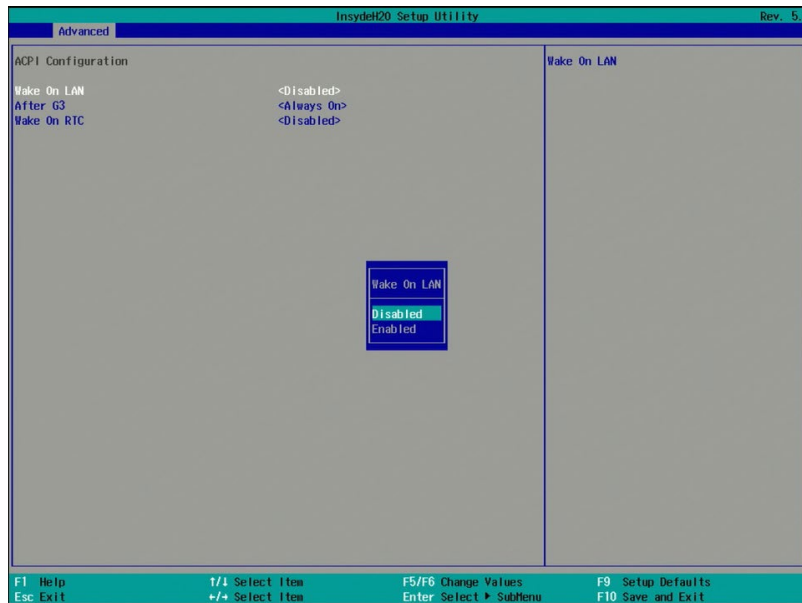 InsydeH20 Setup Utility Rev. 5.
Advanced
ACPI Configuration
Wake On LAN
Wake On LAN <Disabled>
After G3 <Always On>
Wake On RTC <Disabled>
Wake On LAN
Disabled
Enabled
F1 Help ↑/↓ Select Item F5/F6 Change Values F9 Setup Defaults
Esc Exit ←/→ Select Item Enter Select ▶ SubMenu F10 Save and Exit